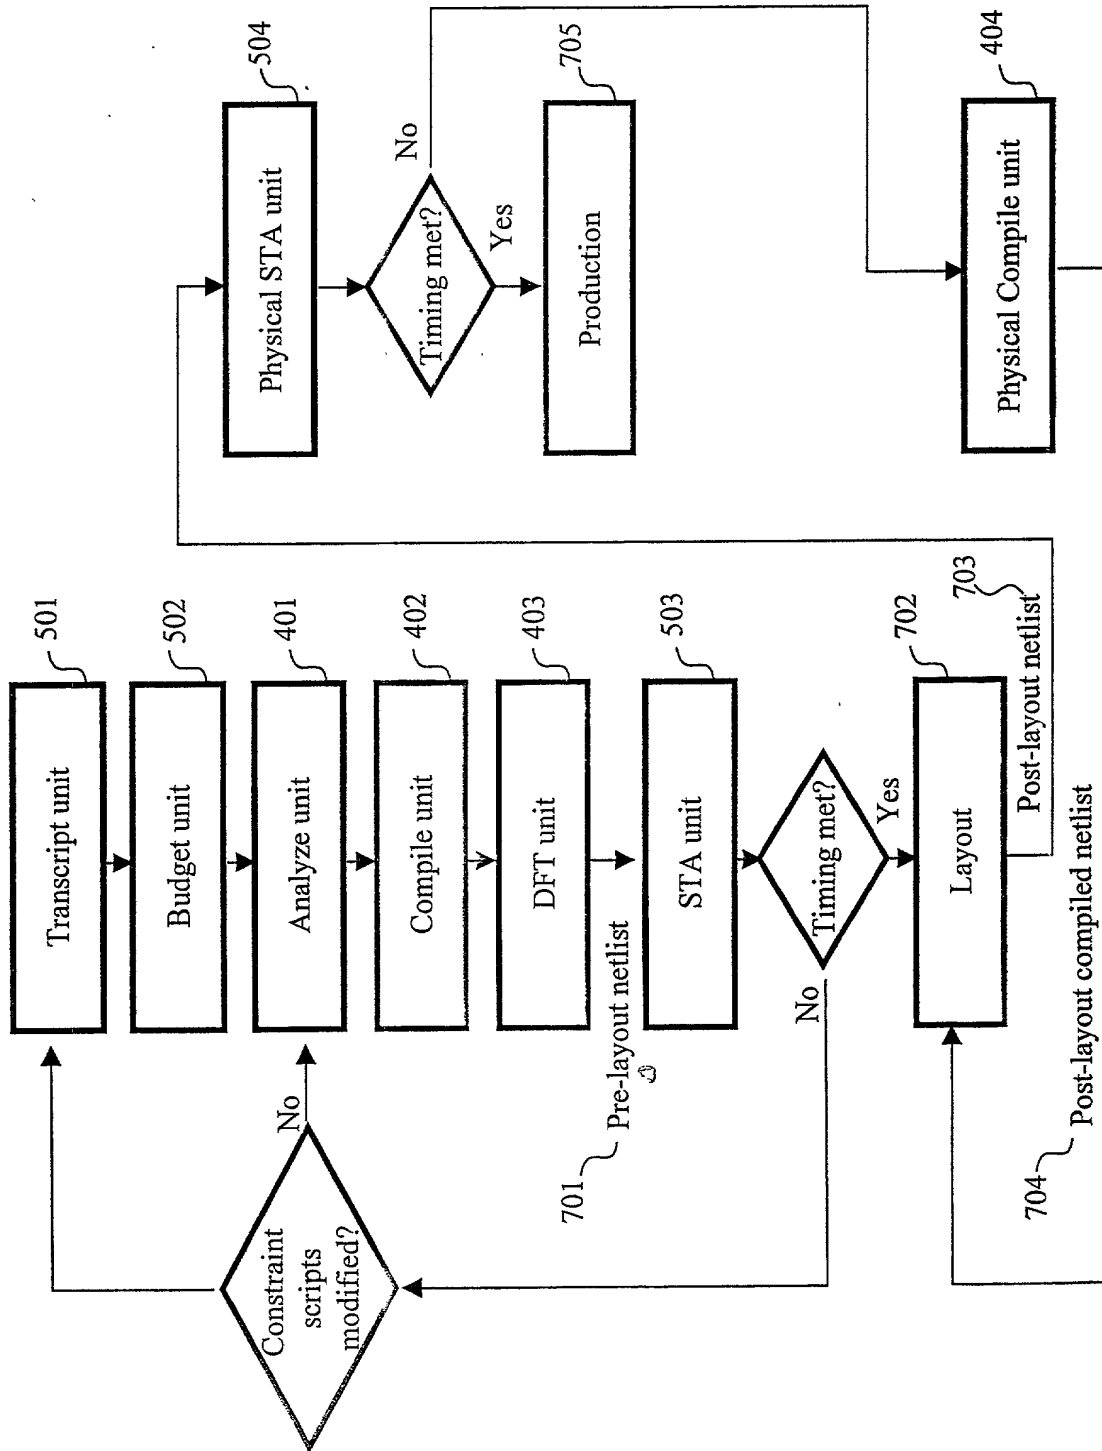 Transcript unit
501
Budget unit
502
Analyze unit
401
Compile unit
402
DFT unit
403
701
Pre-layout netlist
STA unit
503
Timing met?
No
Yes
Constraint
scripts
modified?
No
Layout
702
703
Post-layout netlist
704
Post-layout compiled netlist
Physical STA unit
504
Timing met?
No
Yes
Production
705
Physical Compile unit
404